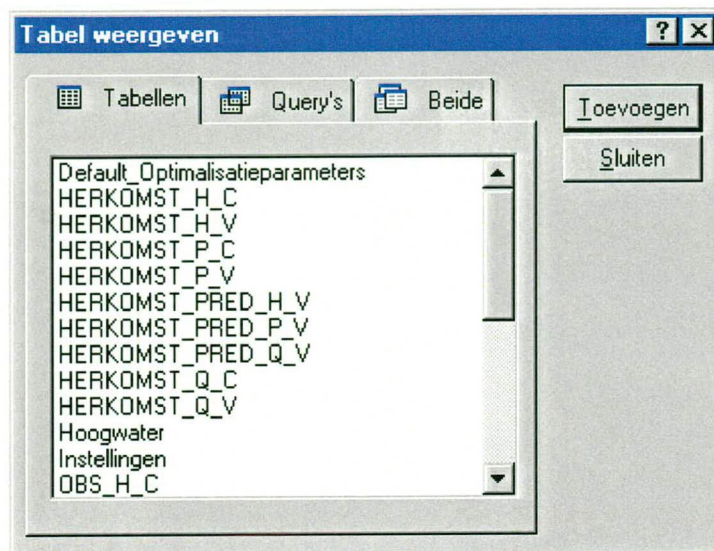 Tabel weergeven
Tabellen Query's Beide
Toevoegen
Sluiten
Default_Optimalisatieparameters
HERKOMST_H_C
HERKOMST_H_V
HERKOMST_P_C
HERKOMST_P_V
HERKOMST_PRED_H_V
HERKOMST_PRED_P_V
HERKOMST_PRED_Q_V
HERKOMST_Q_C
HERKOMST_Q_V
Hoogwater
Instellingen
OBS_H_C